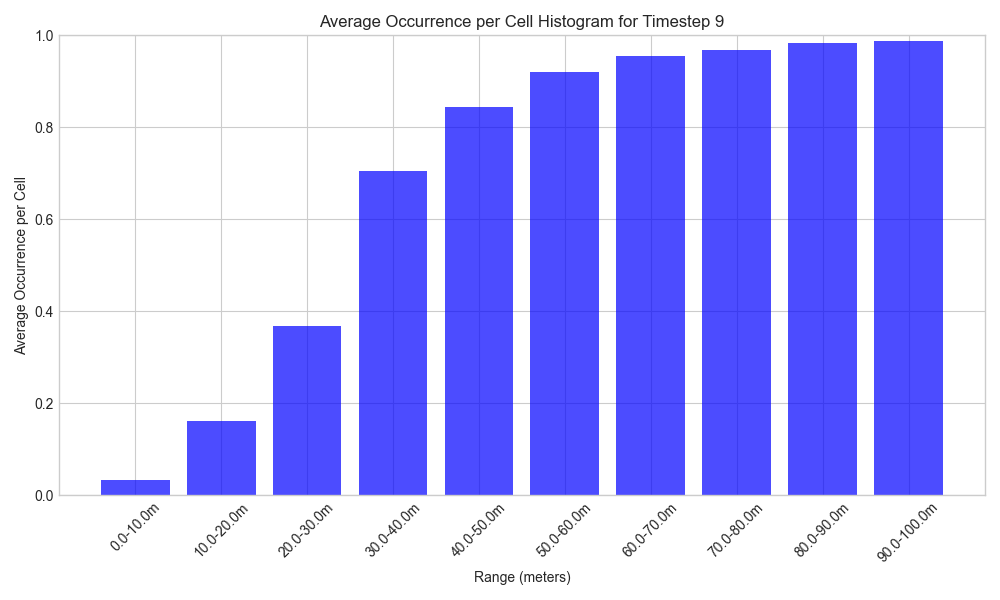 Average Occurrence per Cell Histogram for Timestep 9
Average Occurrence per Cell
1.0
0.8
0.6
0.4
0.2
0.0
0.0-10.0m
10.0-20.0m
20.0-30.0m
30.0-40.0m
40.0-50.0m
50.0-60.0m
60.0-70.0m
70.0-80.0m
80.0-90.0m
90.0-100.0m
Range (meters)